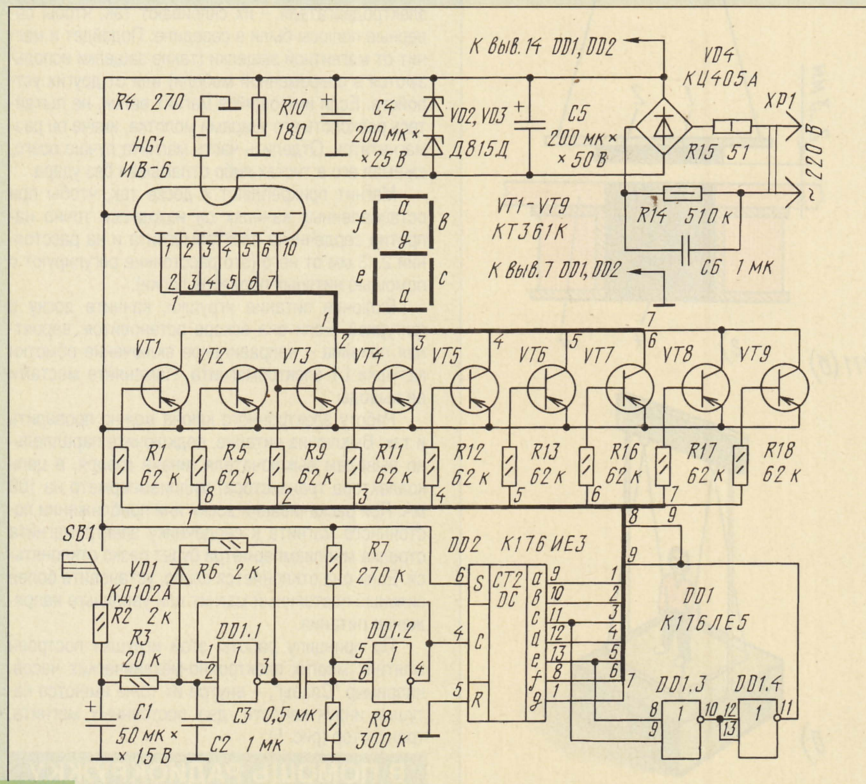 К выв.14 DD1, DD2
VD4
КЦ405А
R4 270
R10
180
C4
200 мк×
×25 В
VD2, VD3
Д815Д
C5
200 мк×
×50 В
XP1
~220 В
HG1
ИВ-6
R15 51
R14
510 к
VT1-VT9
КТ361К
C6 1 мк
К выв.7 DD1, DD2
a
f
b
g
e
c
d
1 2 3 4 5 6 10
2 3 4 5 6 7
1
1 2 3 4 5 6 7
VT1 VT2 VT3 VT4 VT5 VT6 VT7 VT8 VT9
R1
62 к
R5
62 к
R9
62 к
R11
62 к
R12
62 к
R13
62 к
R16
62 к
R17
62 к
R18
62 к
1 8 2 3 4 5 6 7 8 9
SB1
VD1
КД102А
R6 2 к
R7
270 к
DD2 К176ИЕ3
9
DD1
К176ЛЕ5
R2 2 к
R3
20 к
DD1.1
1
2
3
1
DD1.2
5
6
1
4
6 S
4 C
5 R
CT2
DC
a 9 1
b 10 2
c 11 3
d 12 4
e 13 5
f 8 6
g 1 7
C1
50 мк×
×15 В
C2 1 мк
C3 0,5 мк
R8
300 к
DD1.3
8
9
1
10
DD1.4
12
13
1
11